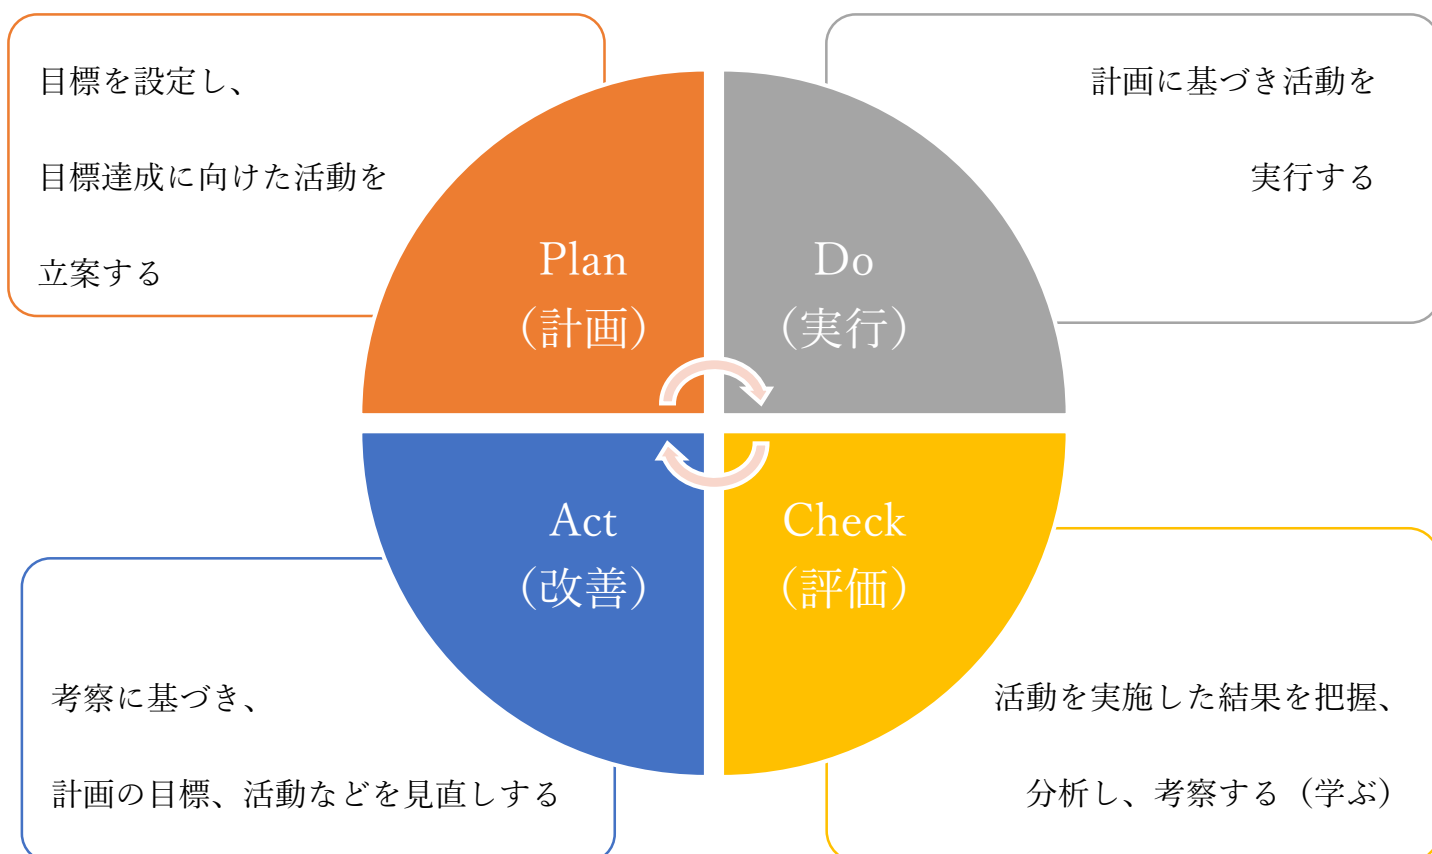 目標を設定し、
目標達成に向けた活動を
立案する
計画に基づき活動を
実行する
Plan
（計画）
Do
（実行）
Act
（改善）
Check
（評価）
考察に基づき、
計画の目標、活動などを見直しする
活動を実施した結果を把握、
分析し、考察する（学ぶ）